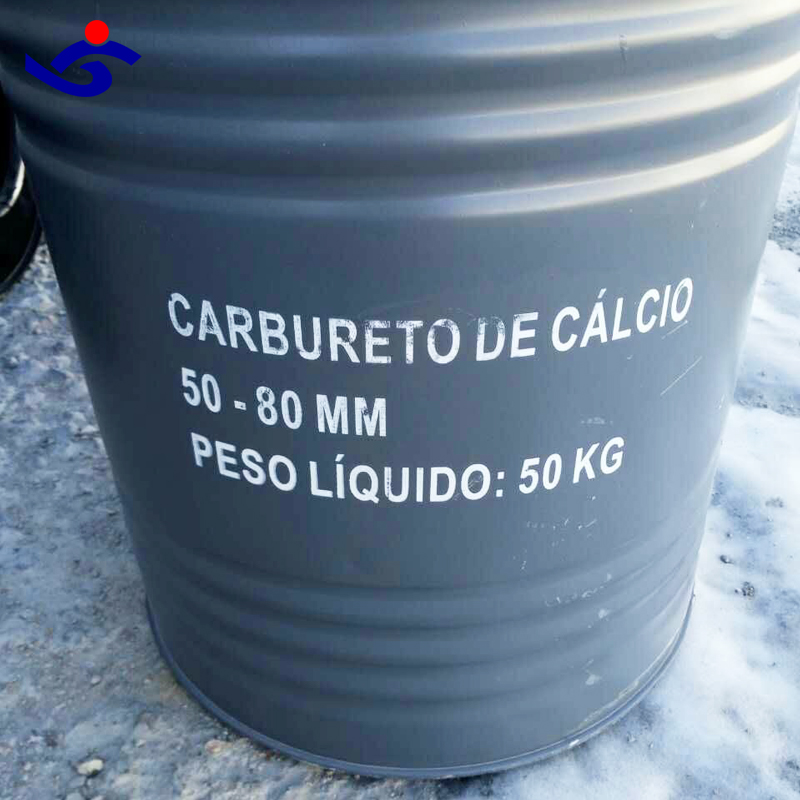 CARBURETO DE CÁLCIO
50 - 80 MM
PESO LÍQUIDO: 50 KG